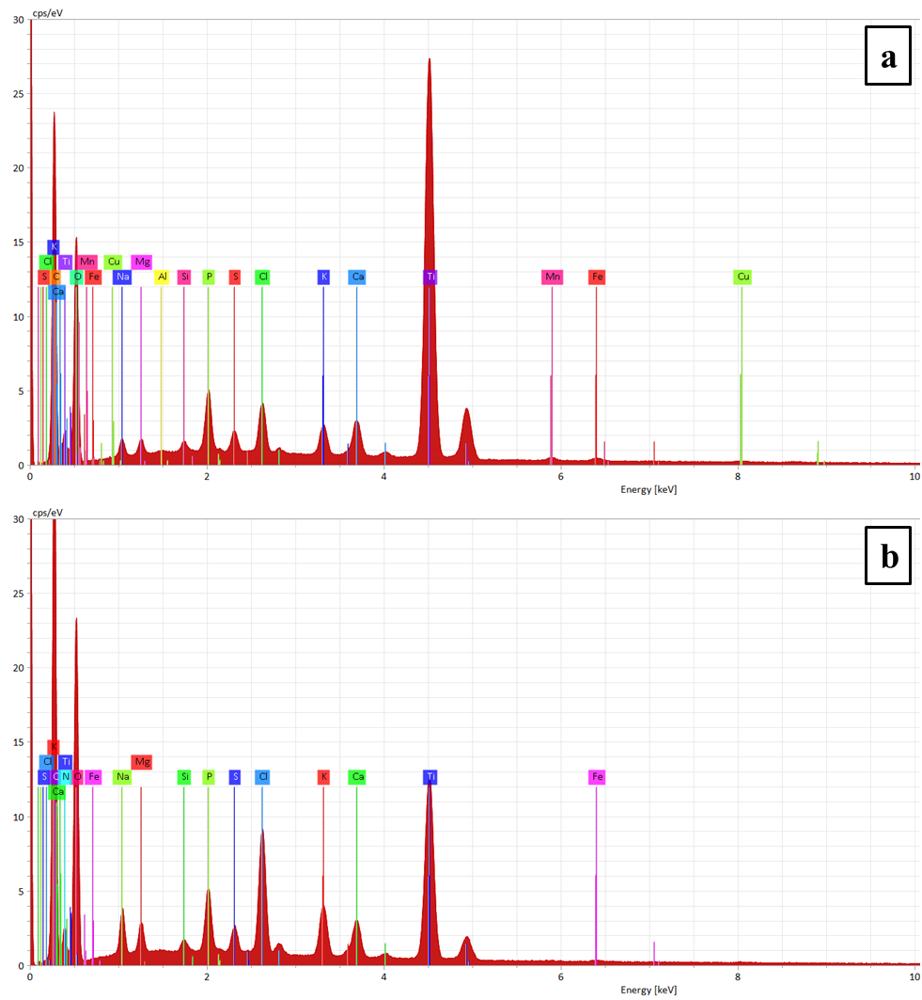 cps/eV
30
a
25
20
15
K
Cl Ti Mn Cu Mg
S C O Fe Na Al Si P S Cl K Ca Ti Mn Fe Cu
Ca
10
5
0
0 2 4 6 8 10
Energy [keV]
cps/eV
30
b
25
20
15
K
Cl Ti Mg
S C N O Fe Na Si P S Cl K Ca Ti Fe
Ca
10
5
0
0 2 4 6 8 10
Energy [keV]